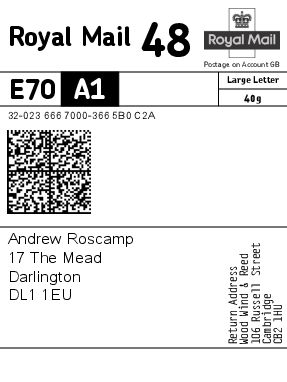 Royal Mail 48
Royal Mail
Postage on Account GB
E70 A1
Large Letter
40g
32-023 666 7000-366 5B0 C2A
Andrew Roscamp
17 The Mead
Darlington
DL1 1EU
Return Address
Wood Wind & Reed
106 Russell Street
Cambridge
CB2 1HU